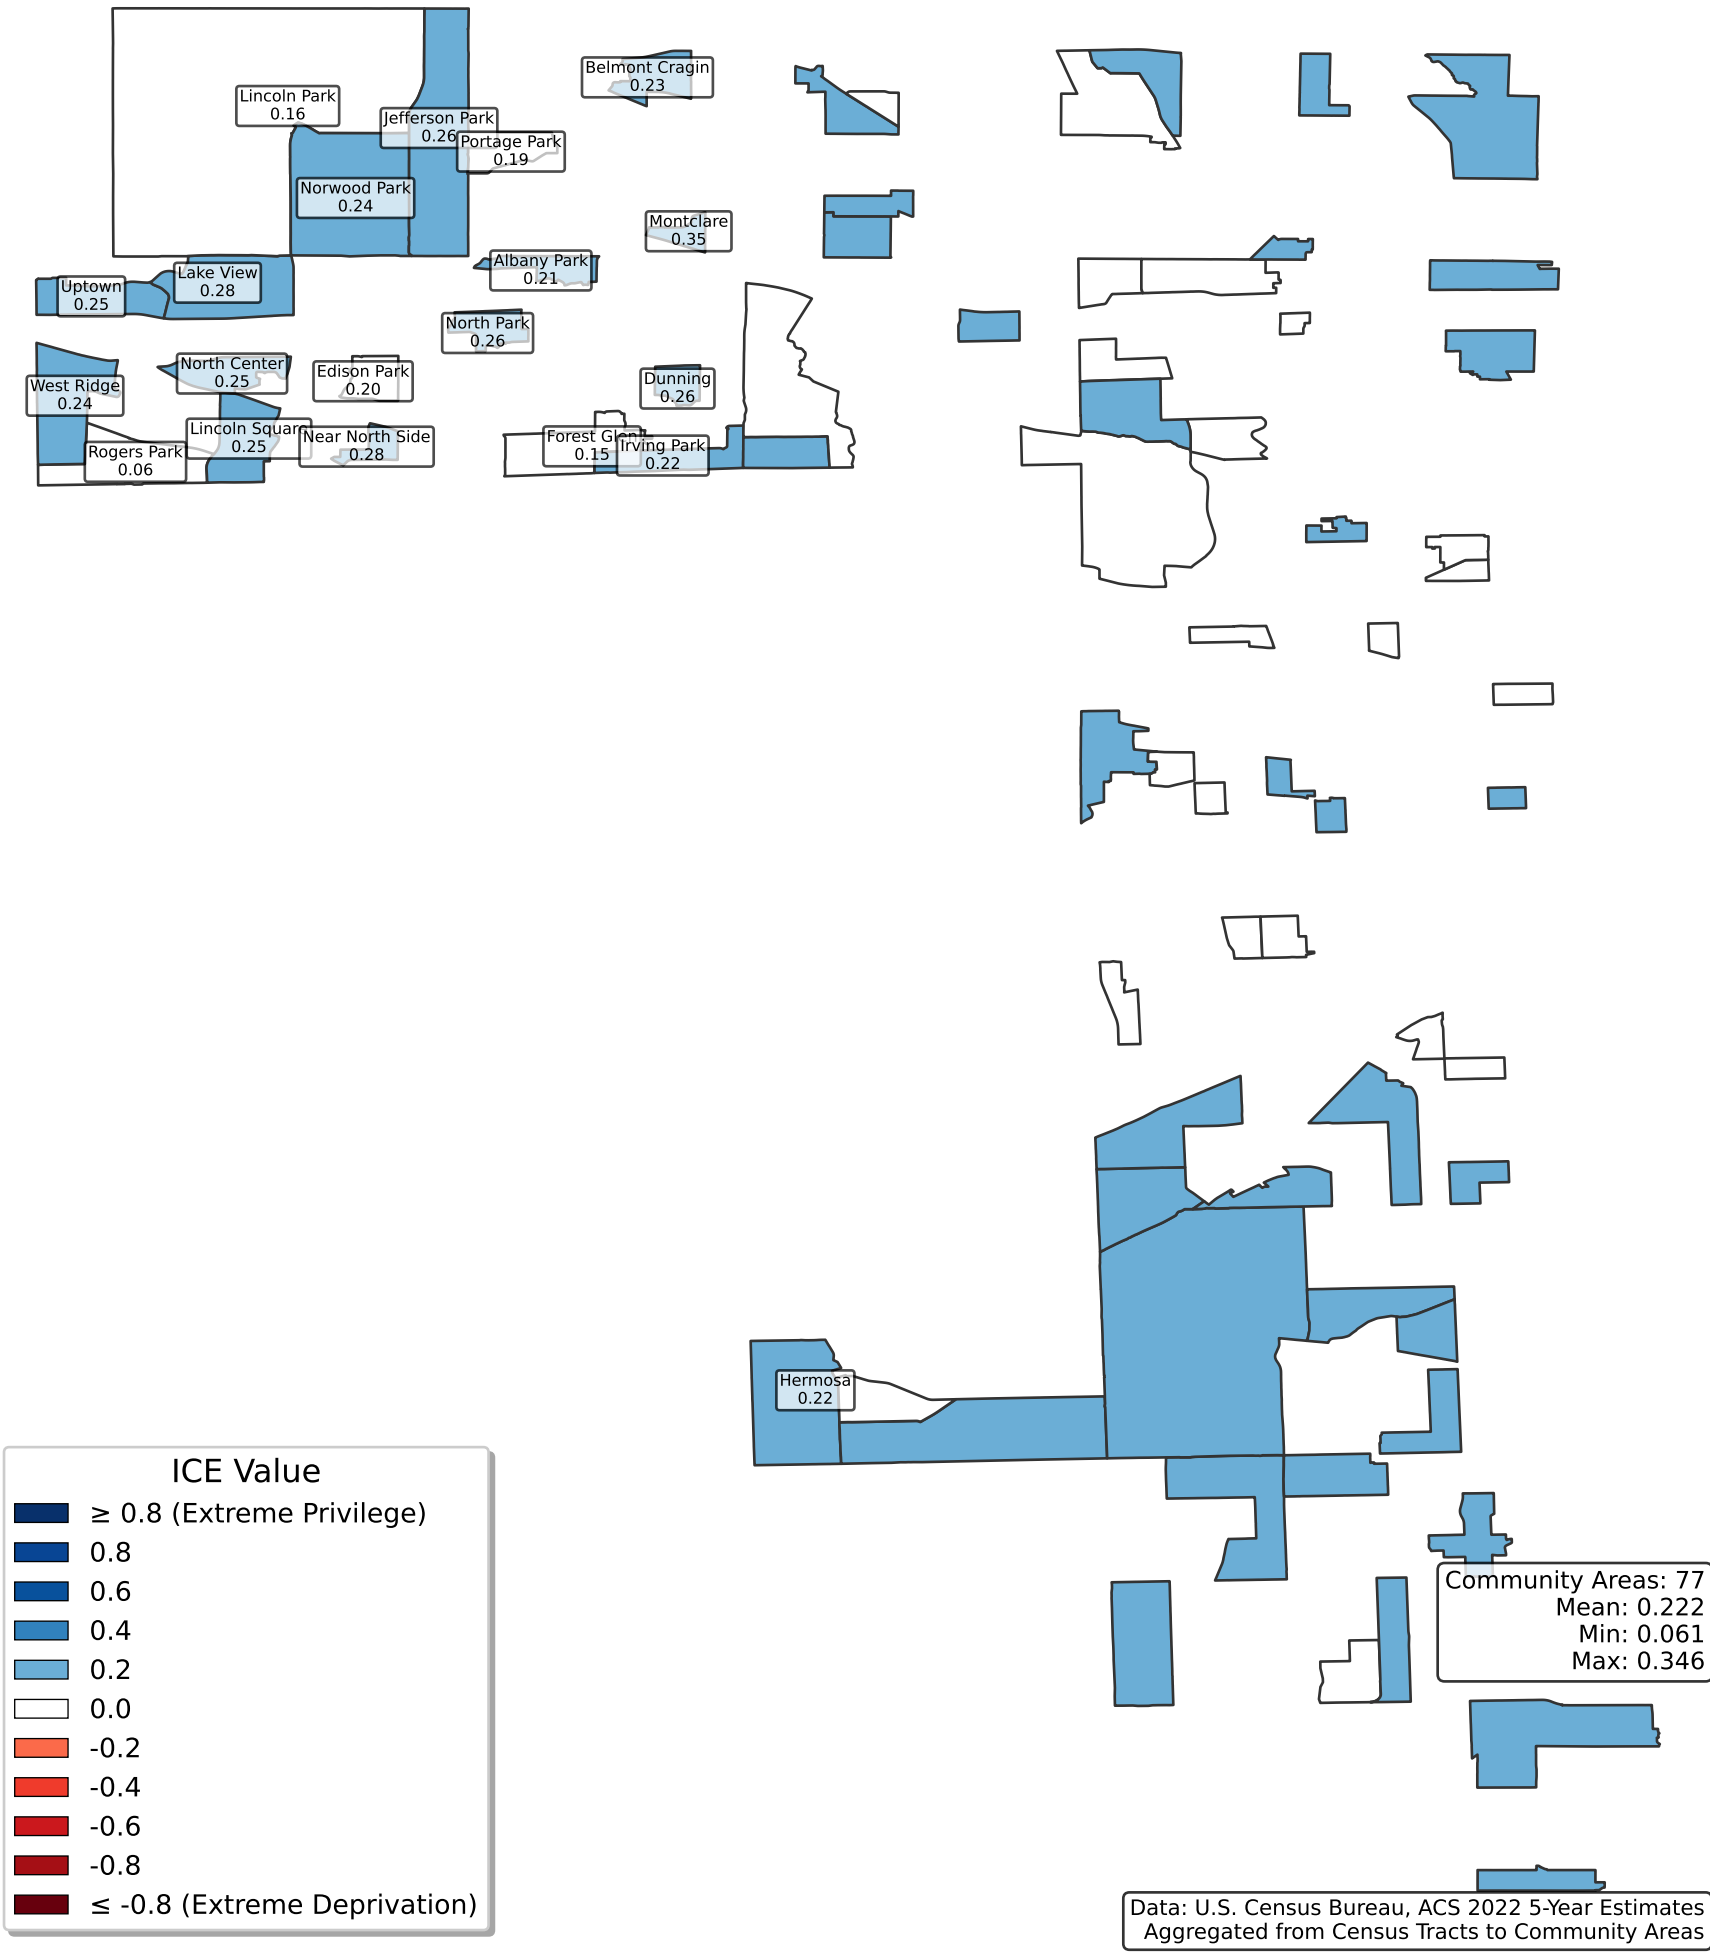 Lincoln Park
0.16
Belmont Cragin
0.23
Jefferson Park
0.26
Portage Park
0.19
Norwood Park
0.24
Montclare
0.35
Albany Park
0.21
Lake View
0.28
Uptown
0.25
North Park
0.26
North Center
0.25
Edison Park
0.20
West Ridge
0.24
Dunning
0.26
Lincoln Square
0.25
Near North Side
0.28
Rogers Park
0.06
Forest Glen
0.15
Irving Park
0.22
Hermosa
0.22
ICE Value
≥ 0.8 (Extreme Privilege)
0.8
0.6
0.4
0.2
0.0
-0.2
-0.4
-0.6
-0.8
≤ -0.8 (Extreme Deprivation)
Community Areas: 77
Mean: 0.222
Min: 0.061
Max: 0.346
Data: U.S. Census Bureau, ACS 2022 5-Year Estimates
Aggregated from Census Tracts to Community Areas